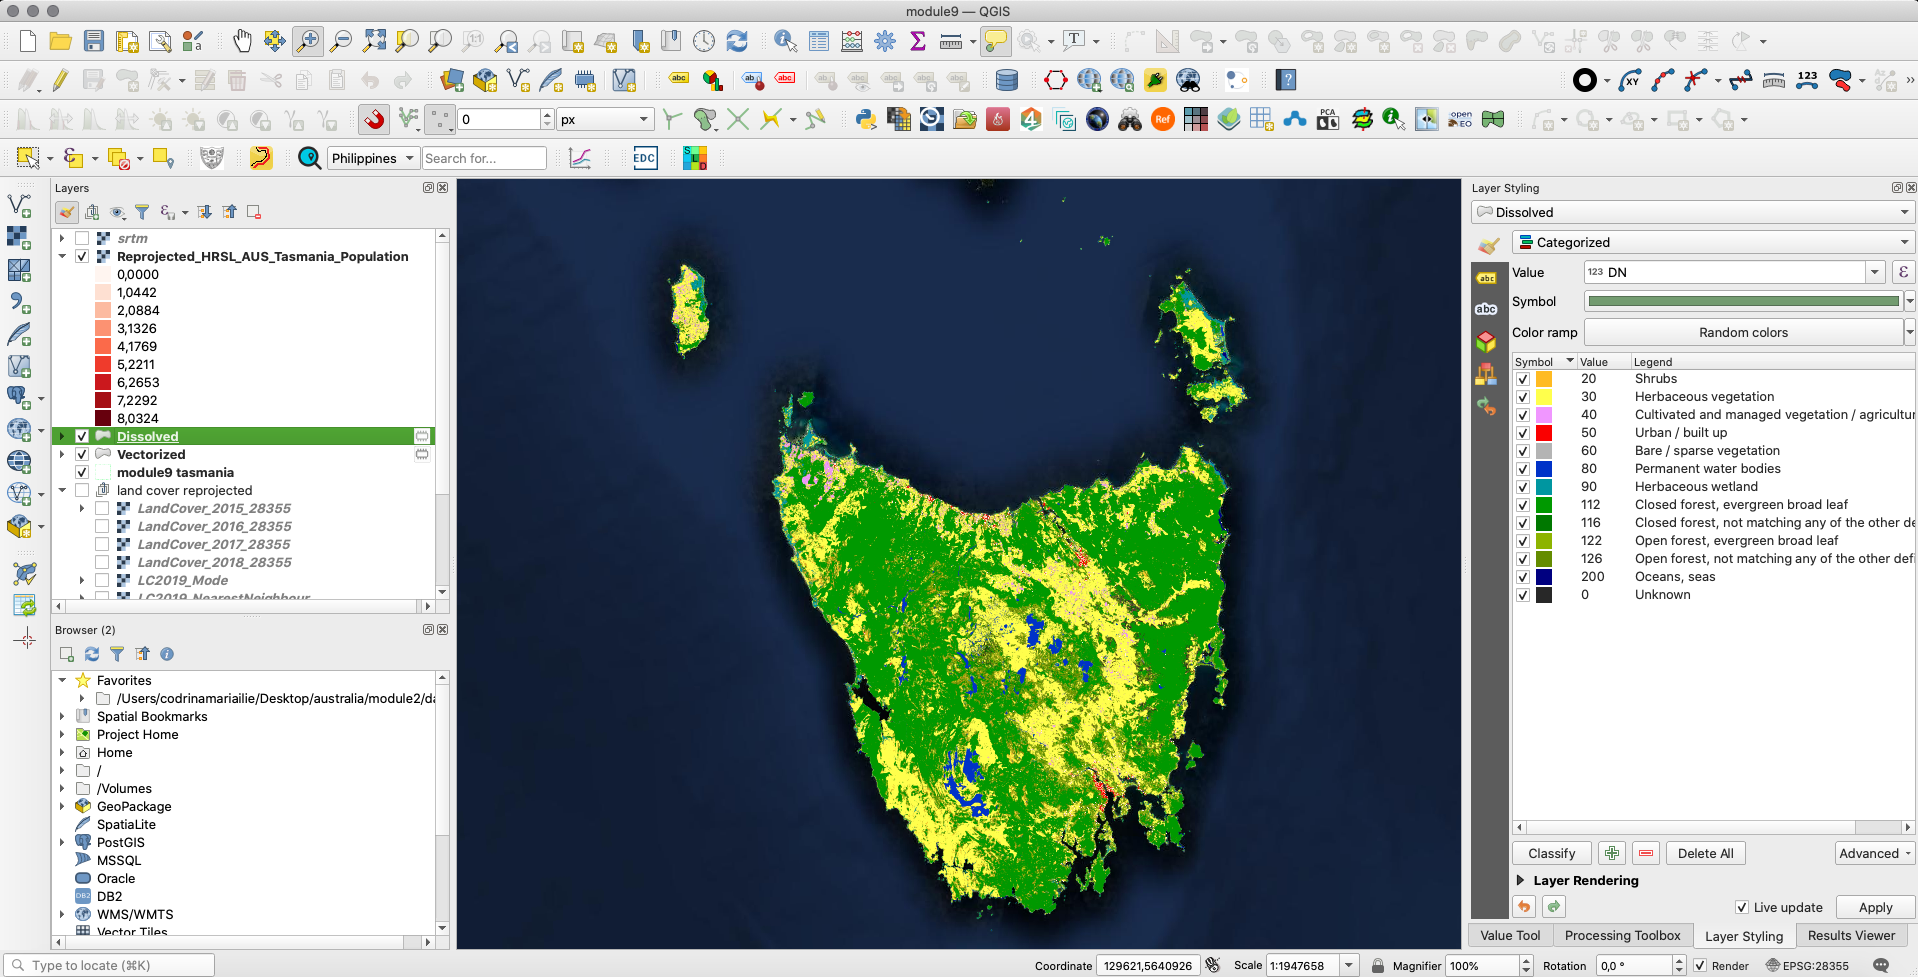 module9 — QGIS
0
px
Ref
PCA
open EO
Philippines
Search for...
EDC
SLD
Layers
srtm
Reprojected_HRSL_AUS_Tasmania_Population
0,0000
1,0442
2,0884
3,1326
4,1769
5,2211
6,2653
7,2292
8,0324
Dissolved
Vectorized
module9 tasmania
land cover reprojected
LandCover_2015_28355
LandCover_2016_28355
LandCover_2017_28355
LandCover_2018_28355
LC2019_Mode
LC2019_NearestNeighbour
Browser (2)
Favorites
/Users/codrinamariailie/Desktop/australia/module2/da
Spatial Bookmarks
Project Home
Home
/
/Volumes
GeoPackage
SpatiaLite
PostGIS
MSSQL
Oracle
DB2
WMS/WMTS
Vector Tiles
Layer Styling
Dissolved
Categorized
Value 123 DN
Symbol
Color ramp Random colors
Symbol Value Legend
20 Shrubs
30 Herbaceous vegetation
40 Cultivated and managed vegetation / agricultur
50 Urban / built up
60 Bare / sparse vegetation
80 Permanent water bodies
90 Herbaceous wetland
112 Closed forest, evergreen broad leaf
116 Closed forest, not matching any of the other de
122 Open forest, evergreen broad leaf
126 Open forest, not matching any of the other defi
200 Oceans, seas
0 Unknown
Classify Delete All Advanced
Layer Rendering
Live update Apply
Value Tool Processing Toolbox Layer Styling Results Viewer
Type to locate (⌘K) Coordinate 129621,5640926 Scale 1:1947658 Magnifier 100% Rotation 0,0 ° Render EPSG:28355